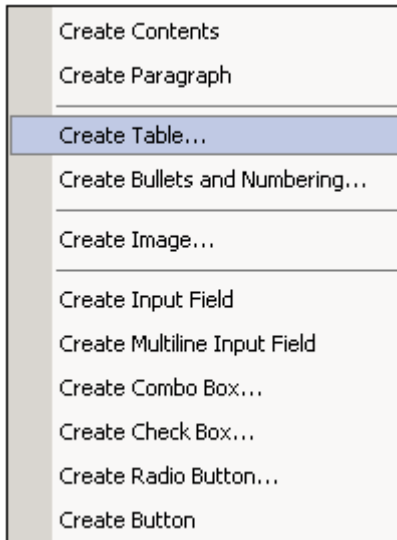 Create Contents
Create Paragraph
Create Table...
Create Bullets and Numbering...
Create Image...
Create Input Field
Create Multiline Input Field
Create Combo Box...
Create Check Box...
Create Radio Button...
Create Button